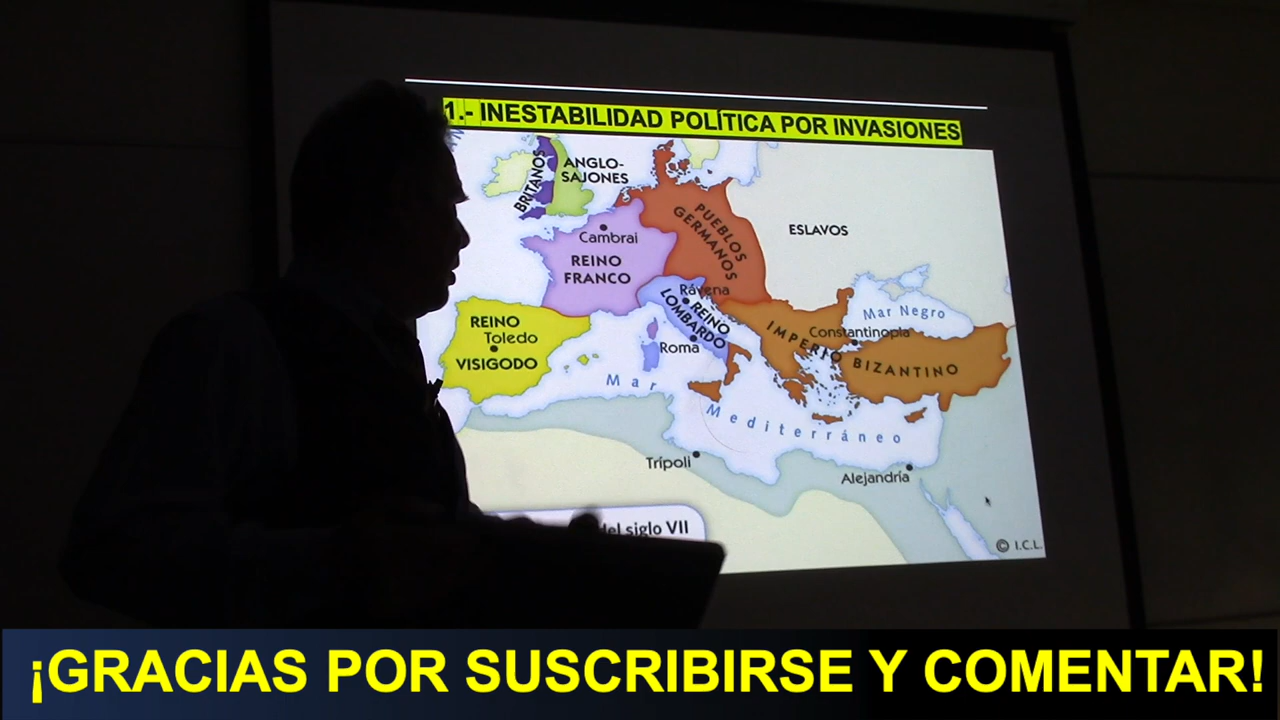 1.- INESTABILIDAD POLÍTICA POR INVASIONES
BRITANOS
ANGLO-
SAJONES
PUEBLOS
GERMANOS
ESLAVOS
Cambrai
REINO
FRANCO
Rávena
REINO
LOMBARDO
Roma
Mar Negro
Constantinopla
IMPERIO BIZANTINO
REINO
Toledo
VISIGODO
Mar
Mediterráneo
Trípoli
Alejandría
del siglo VII
© I.C.L.
¡GRACIAS POR SUSCRIBIRSE Y COMENTAR!